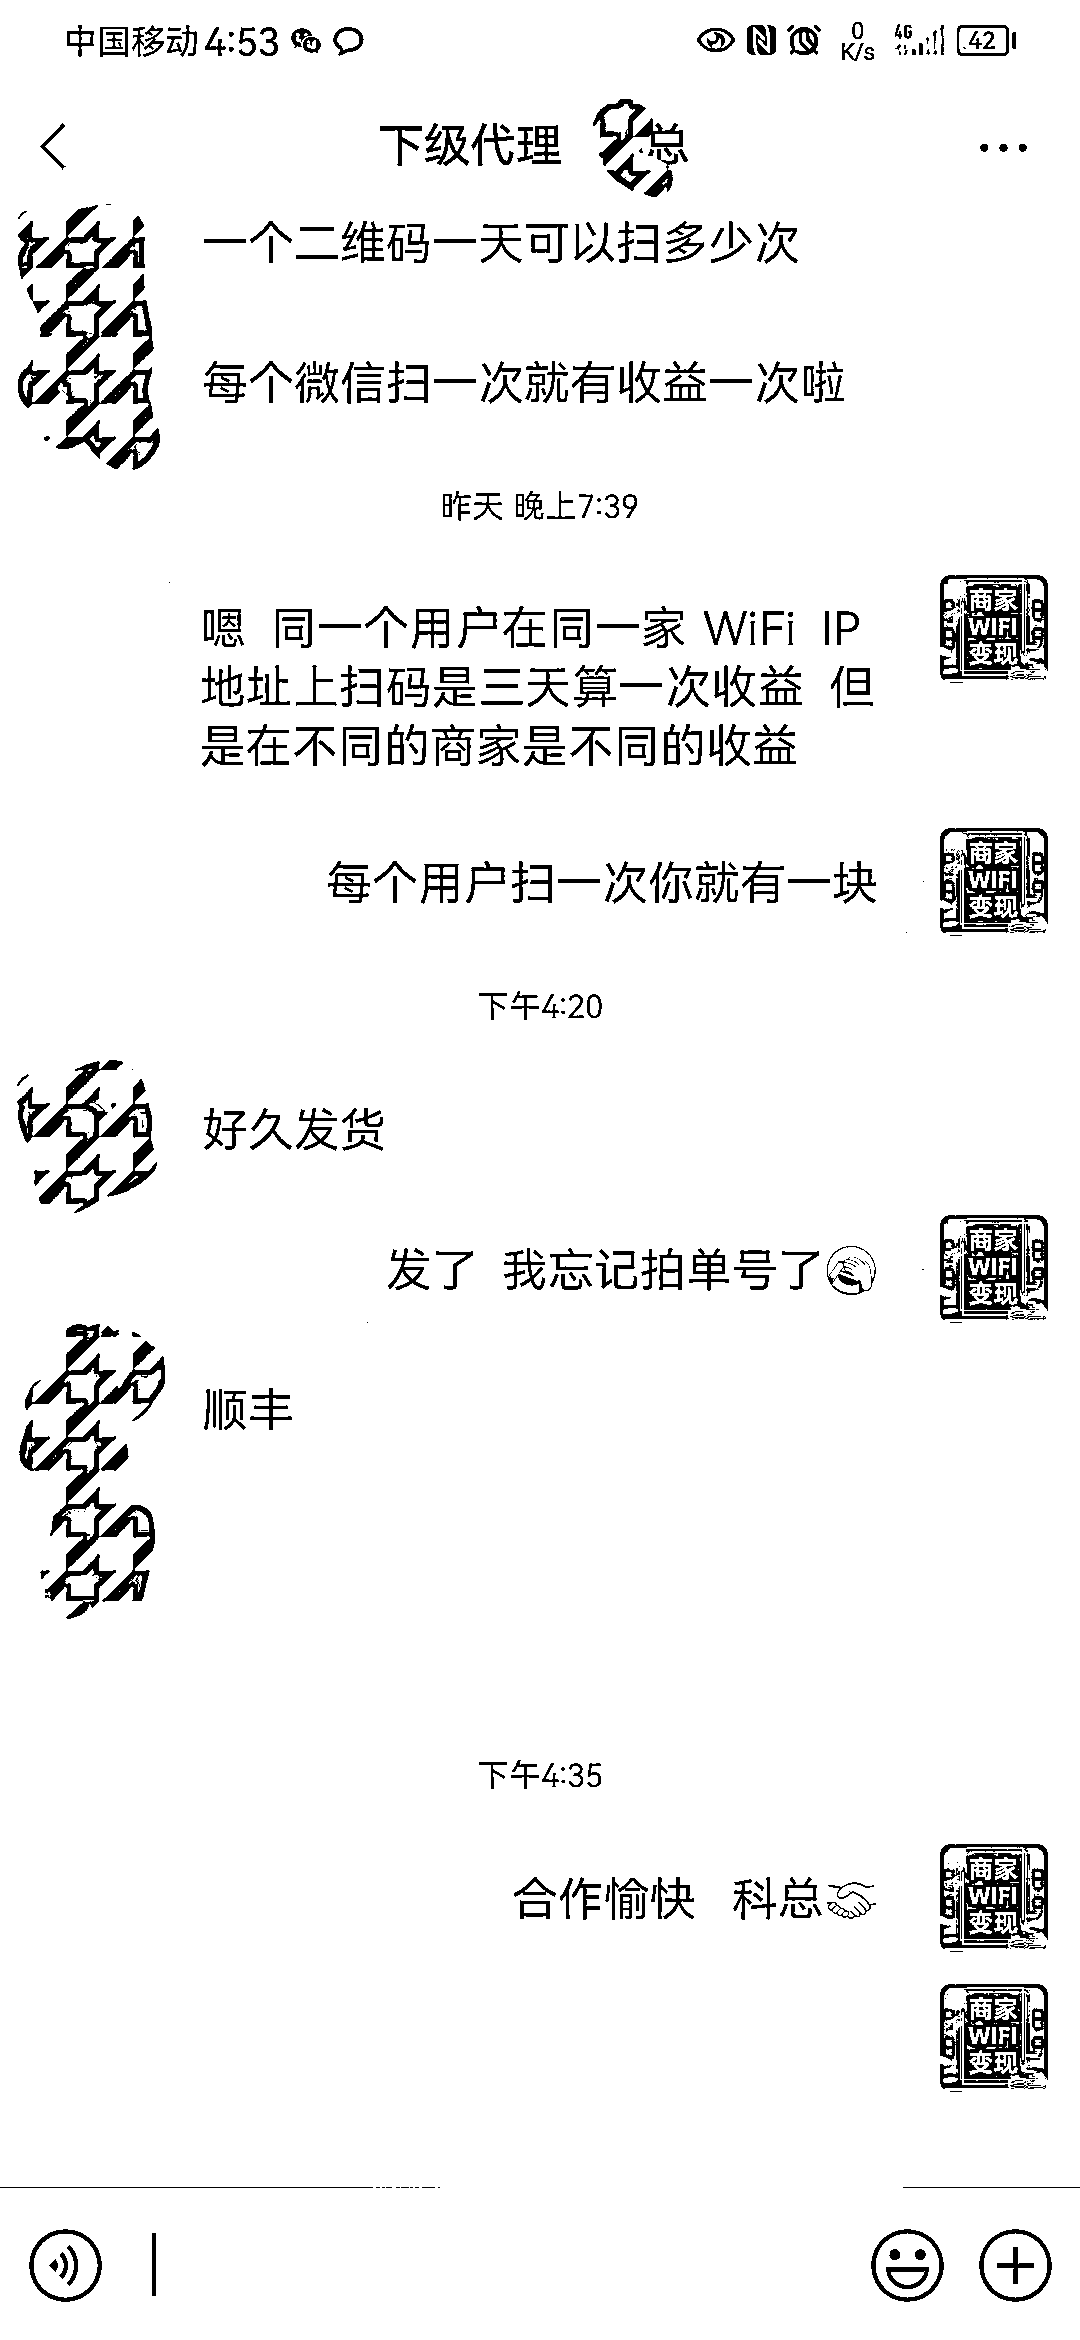 中国移动 4:53 0 K/s 4G 42
下级代理 总
一个二维码一天可以扫多少次
每个微信扫一次就有收益一次啦
昨天 晚上7:39
嗯 同一个用户在同一家 WiFi IP
地址上扫码是三天算一次收益 但
是在不同的商家是不同的收益
商家
WIFI
变现
每个用户扫一次你就有一块
商家
WIFI
变现
下午4:20
好久发货
发了 我忘记拍单号了
商家
WIFI
变现
顺丰
下午4:35
合作愉快 科总
商家
WIFI
变现
商家
WIFI
变现